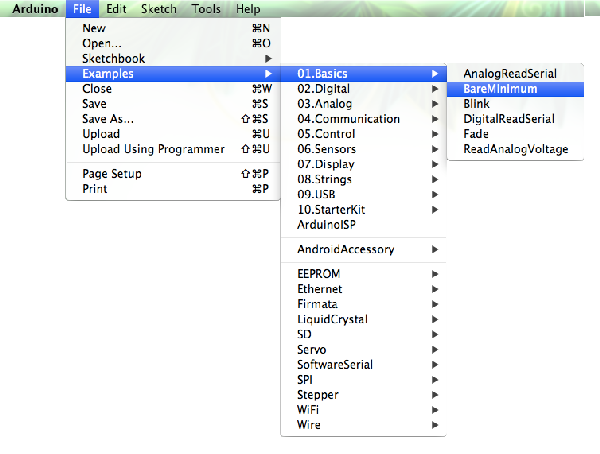 Arduino File Edit Sketch Tools Help
New ⌘N
Open... ⌘O
Sketchbook
Examples
Close ⌘W
Save ⌘S
Save As... ⇧⌘S
Upload ⌘U
Upload Using Programmer ⇧⌘U
Page Setup ⇧⌘P
Print ⌘P
01.Basics
02.Digital
03.Analog
04.Communication
05.Control
06.Sensors
07.Display
08.Strings
09.USB
10.StarterKit
ArduinoISP
AndroidAccessory
EEPROM
Ethernet
Firmata
LiquidCrystal
SD
Servo
SoftwareSerial
SPI
Stepper
WiFi
Wire
AnalogReadSerial
BareMinimum
Blink
DigitalReadSerial
Fade
ReadAnalogVoltage